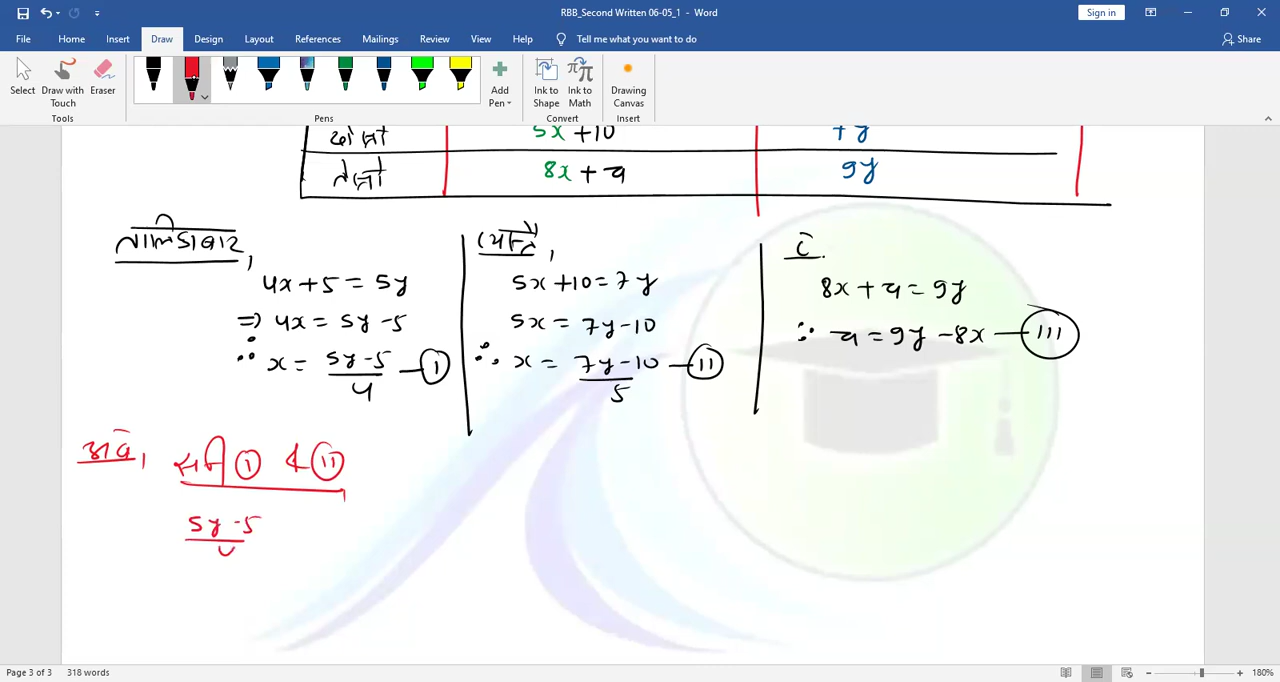 RBB_Second Written 06-05_1 - Word
Sign in
File Home Insert Draw Design Layout References Mailings Review View Help Tell me what you want to do Share
Select
Draw with Touch
Eraser
Add Pen
Ink to Shape
Ink to Math
Drawing Canvas
Tools Pens Convert Insert
5x+10 7y
8x+a 9y
4x+5=5y
⇒ 4x = 5y-5
∴ x = (5y-5)/4 — I
5x+10=7y
5x = 7y-10
∴ x = (7y-10)/5 — II
8x+a=9y
∴ a=9y-8x — III
I & II
5y-5
Page 3 of 3 318 words 180%